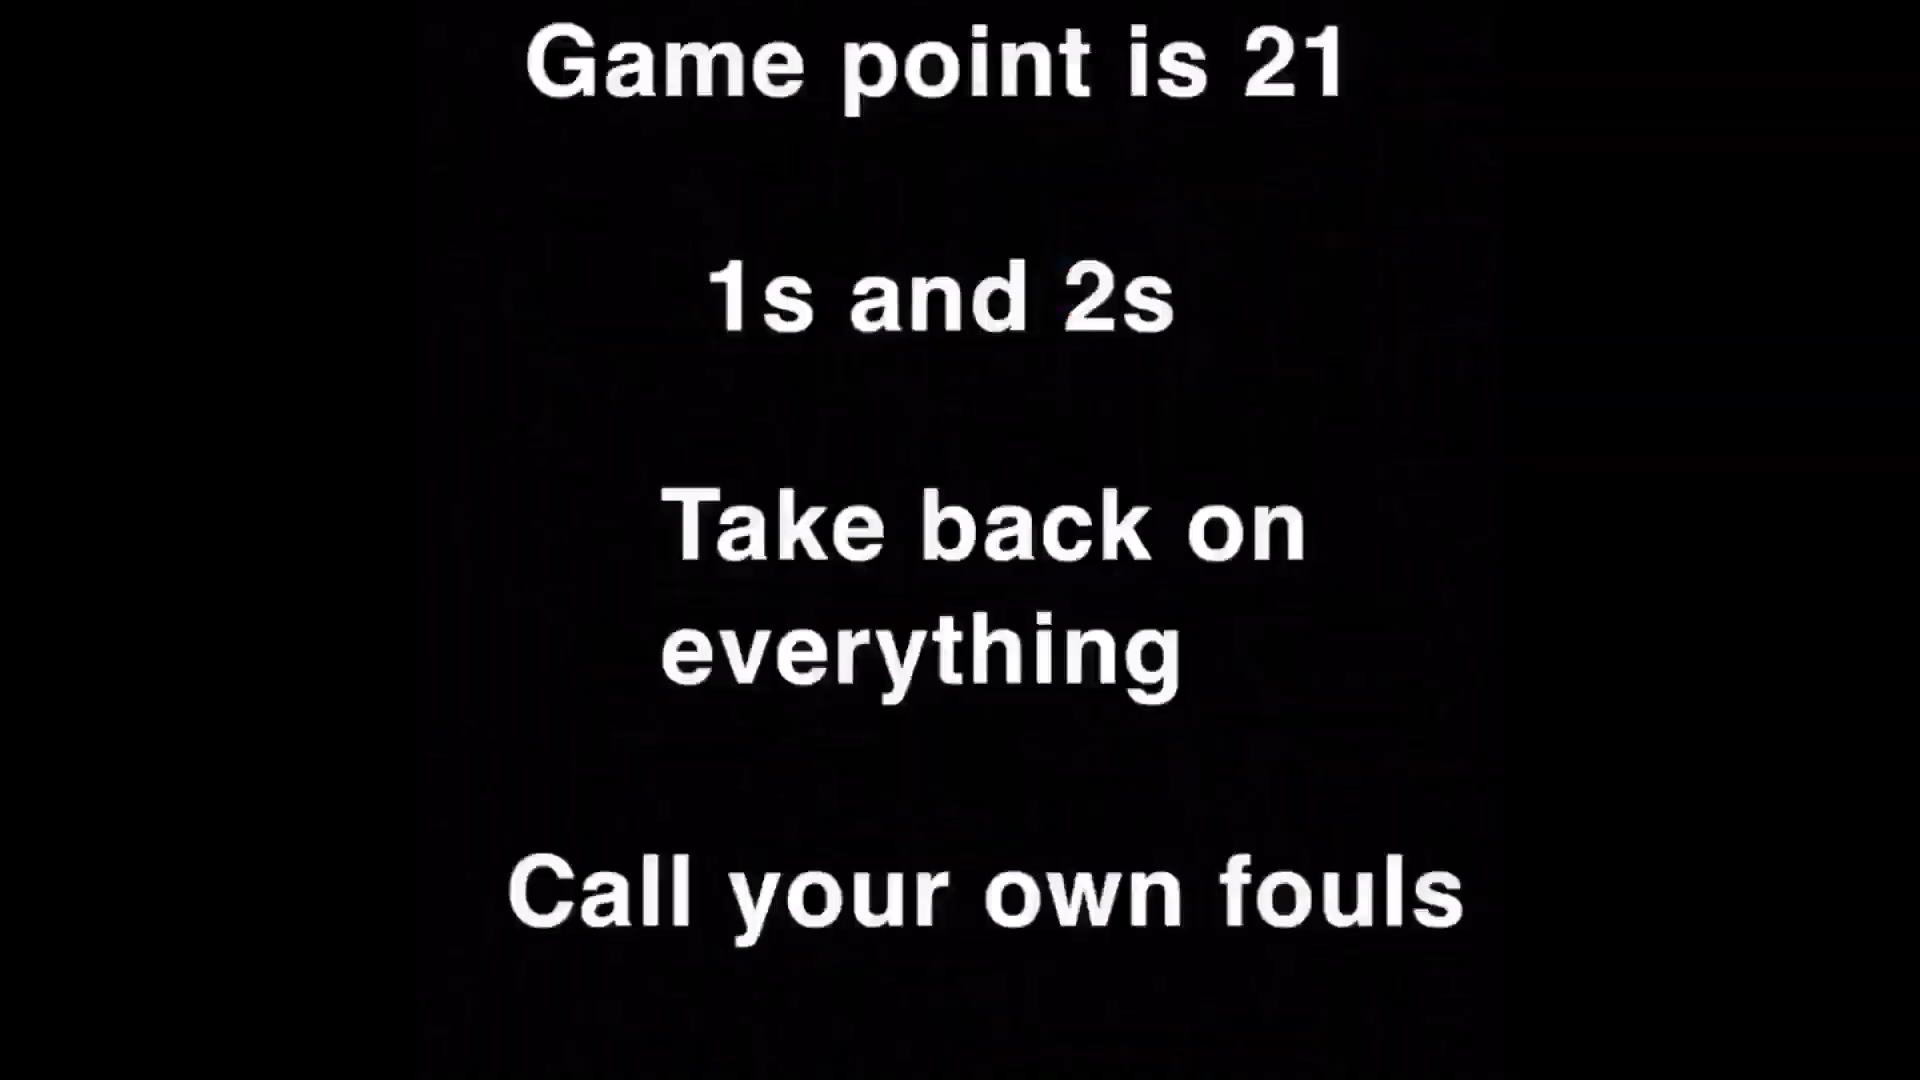 Game point is 21
1s and 2s
Take back on
everything
Call your own fouls